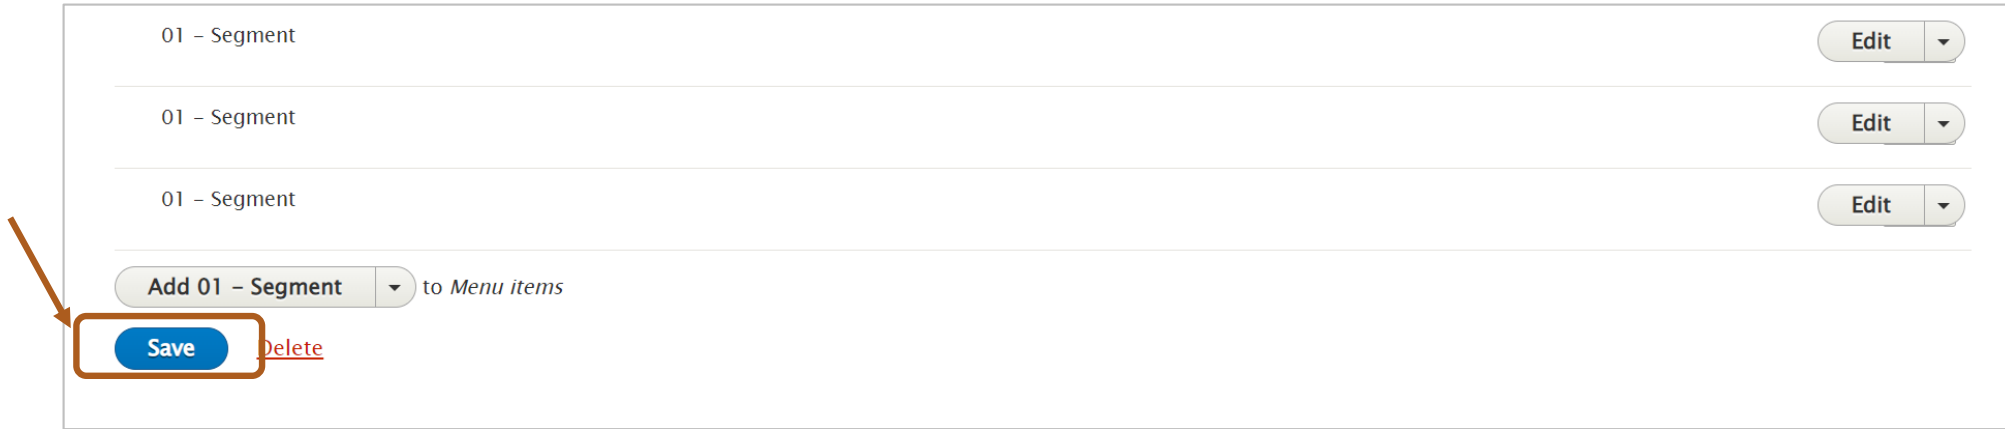 01 – Segment Edit
01 – Segment Edit
01 – Segment Edit
Add 01 – Segment to Menu items
Save Delete